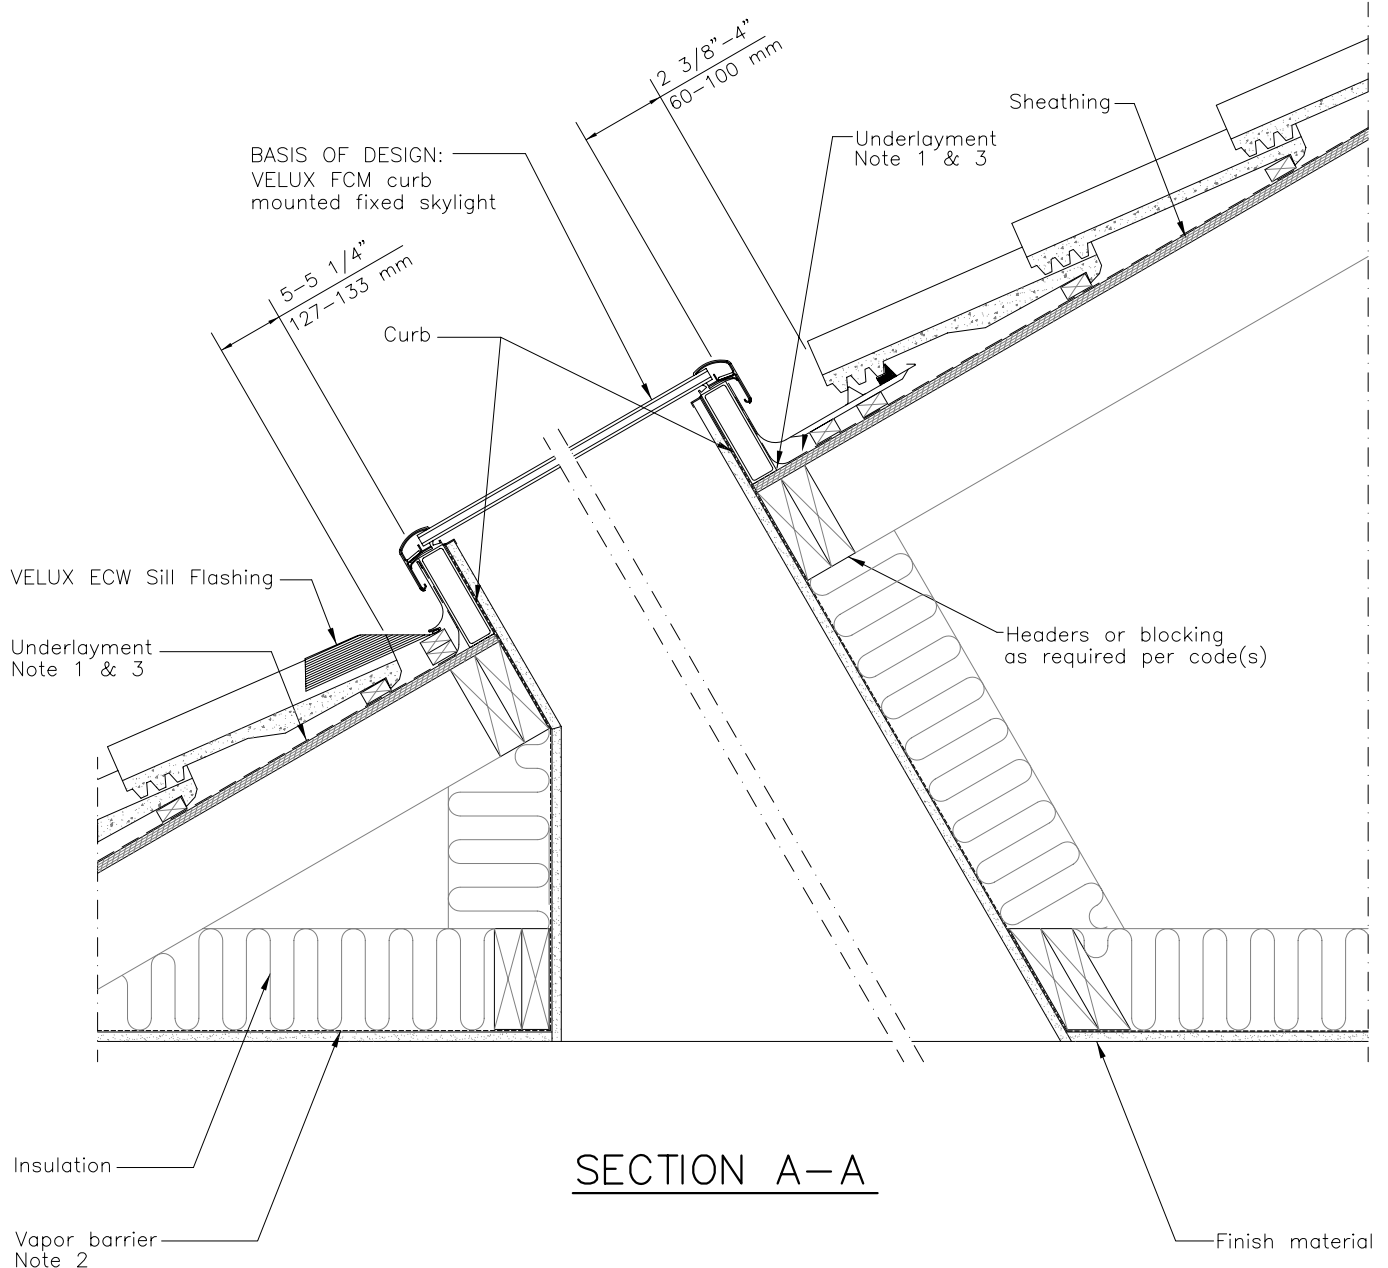 2 3/8"-4"
60-100 mm
Sheathing
Underlayment
Note 1 & 3
BASIS OF DESIGN:
VELUX FCM curb
mounted fixed skylight
5-5 1/4"
127-133 mm
Curb
VELUX ECW Sill Flashing
Underlayment
Note 1 & 3
Headers or blocking
as required per code(s)
Insulation
SECTION A-A
Vapor barrier
Note 2
Finish material